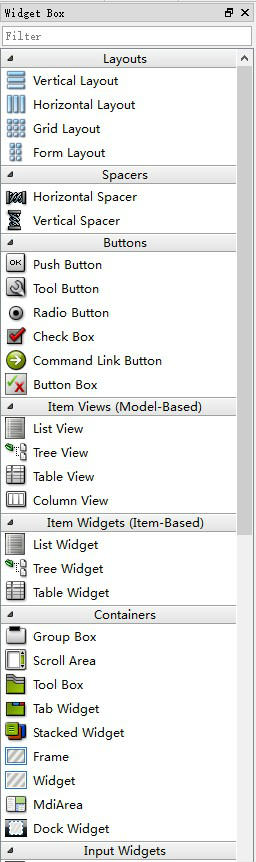 Widget Box
Filter
Layouts
Vertical Layout
Horizontal Layout
Grid Layout
Form Layout
Spacers
Horizontal Spacer
Vertical Spacer
Buttons
OK Push Button
Tool Button
Radio Button
Check Box
Command Link Button
Button Box
Item Views (Model-Based)
List View
Tree View
Table View
Column View
Item Widgets (Item-Based)
List Widget
Tree Widget
Table Widget
Containers
Group Box
Scroll Area
Tool Box
Tab Widget
Stacked Widget
Frame
Widget
MdiArea
Dock Widget
Input Widgets